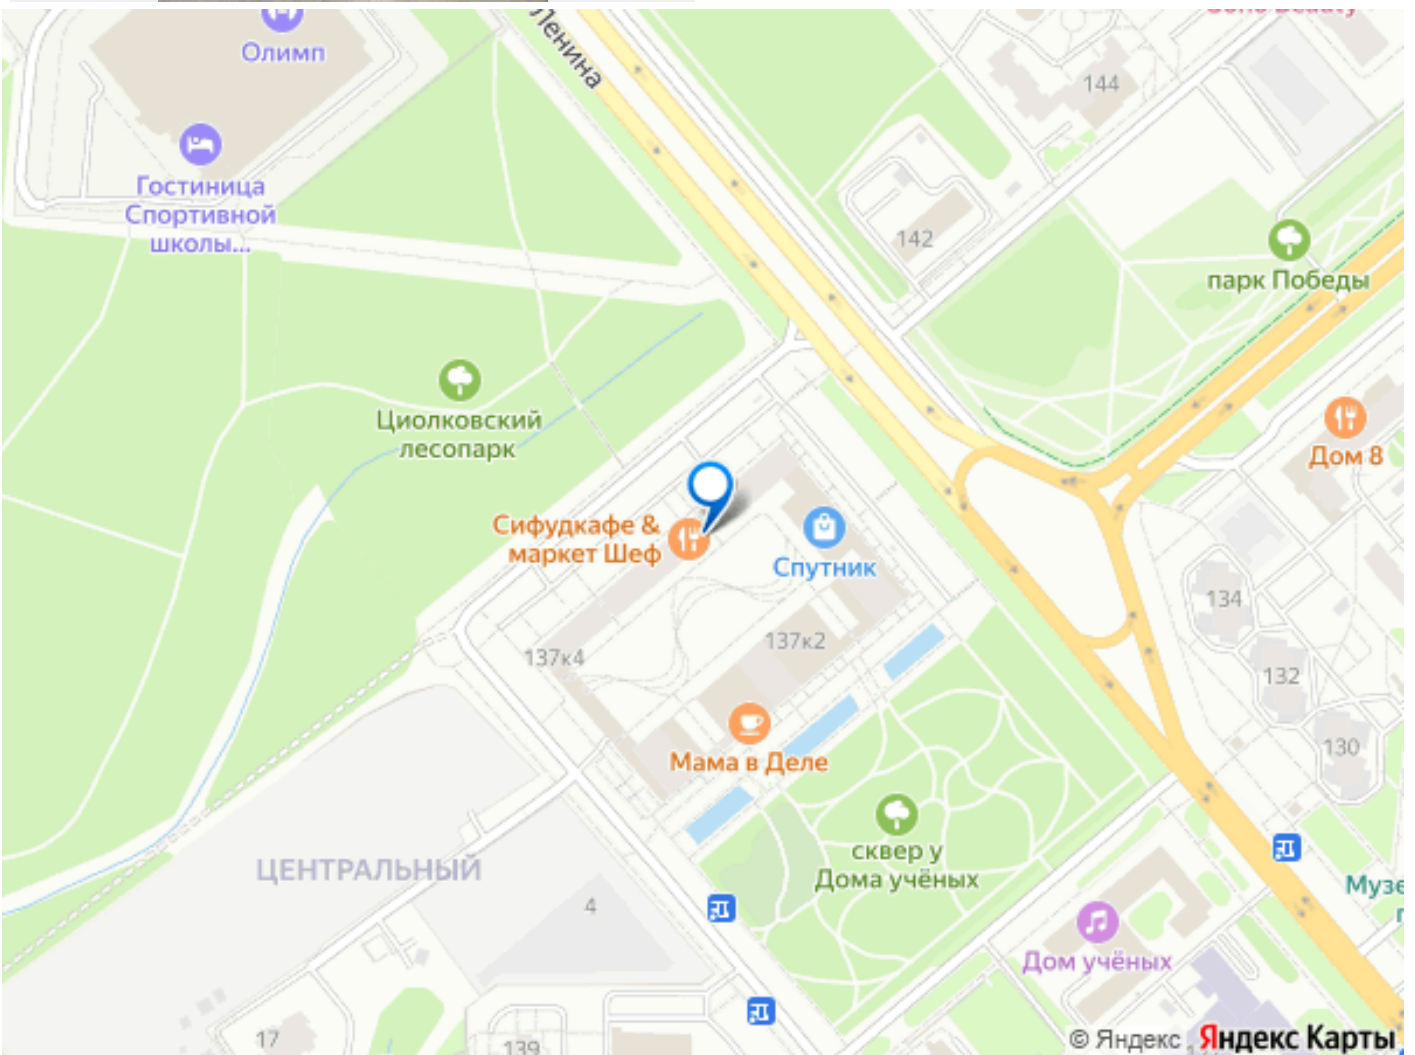 Олимп
Ленина
144
Гостиница
Спортивной
школы...
142
парк Победы
Циолковский
лесопарк
Дом 8
Сифудкафе &
маркет Шеф
Спутник
134
137к4
137к2
132
130
Мама в Деле
сквер у
Дома учёных
ЦЕНТРАЛЬНЫЙ
4
Музе
Дом учёных
17
139
© Яндекс Яндекс Карты